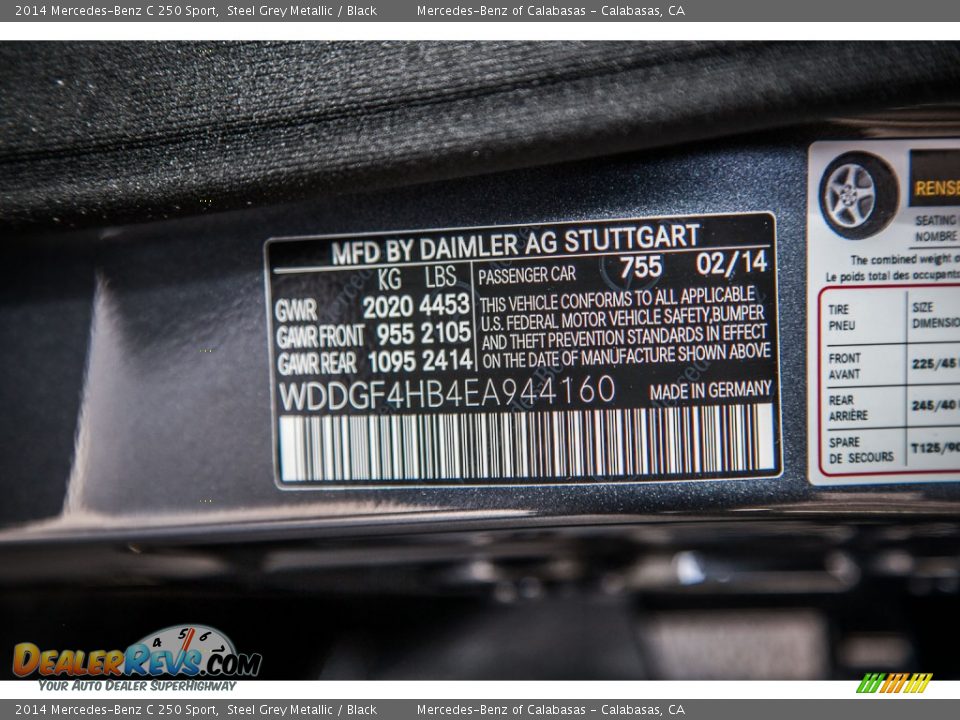 2014 Mercedes-Benz C 250 Sport, Steel Grey Metallic / Black Mercedes-Benz of Calabasas - Calabasas, CA
MFD BY DAIMLER AG STUTTGART
KG LBS
GWWR 2020 4453
GAWR FRONT 955 2105
GAWR REAR 1095 2414
PASSENGER CAR 755 02/14
THIS VEHICLE CONFORMS TO ALL APPLICABLE
U.S. FEDERAL MOTOR VEHICLE SAFETY,BUMPER
AND THEFT PREVENTION STANDARDS IN EFFECT
ON THE DATE OF MANUFACTURE SHOWN ABOVE
WDDGF4HB4EA944160 MADE IN GERMANY
RENSE
SEATING
NOMBRE
The combined weight o
Le poids total des occupants
TIRE SIZE
PNEU DIMENSIO
FRONT
AVANT
225/45
REAR
ARRIÈRE
245/40
SPARE
DE SECOURS
T125/90
4 5 6
DEALERREVS.COM
YOUR AUTO DEALER SUPERHIGHWAY
2014 Mercedes-Benz C 250 Sport, Steel Grey Metallic / Black Mercedes-Benz of Calabasas - Calabasas, CA